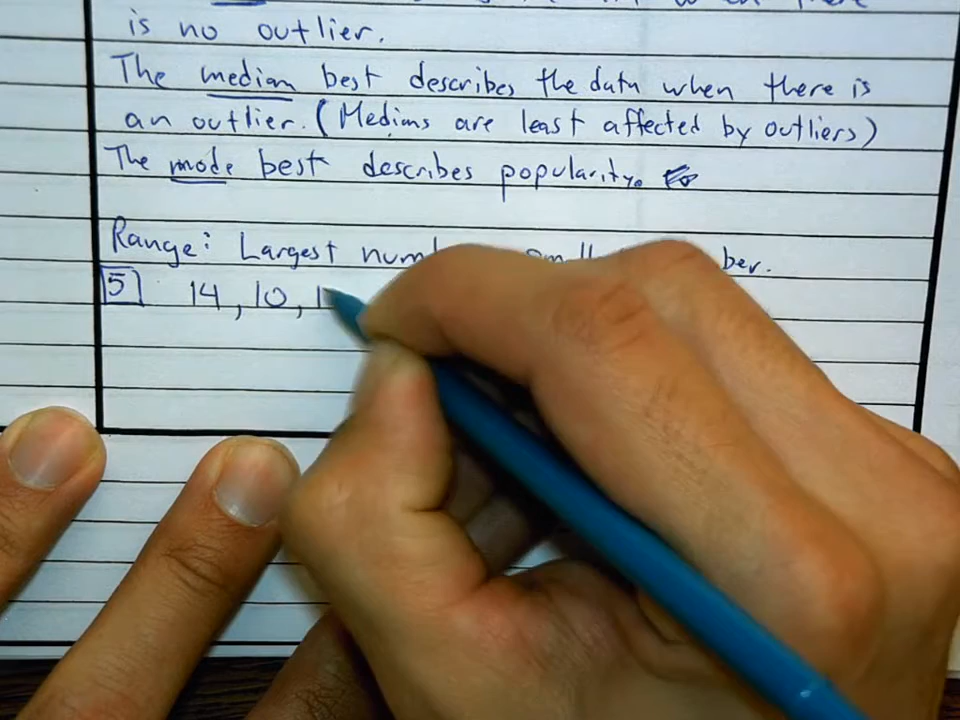 is no outlier.
The median best describes the data when there is
an outlier. (Medians are least affected by outliers)
The mode best describes popularity.
Range: Largest
5 14, 10, 1